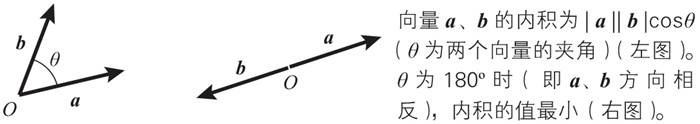 b
θ
O
a
a
b
O
向量 a、b 的内积为 | a || b |cosθ
( θ 为两个向量的夹角 ) ( 左图 )。
θ 为 180º 时 ( 即 a、b 方 向 相
反 )，内积的值最小 ( 右图 )。